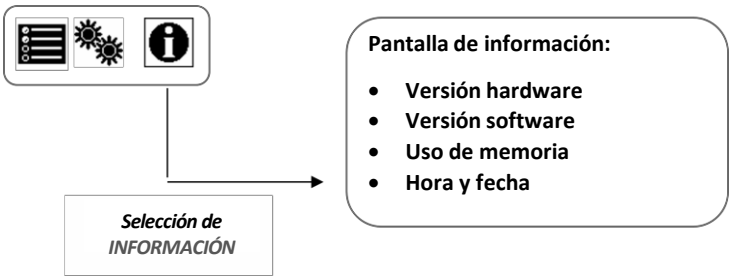 Pantalla de información:
• Versión hardware
• Versión software
• Uso de memoria
• Hora y fecha
Selección de
INFORMACIÓN